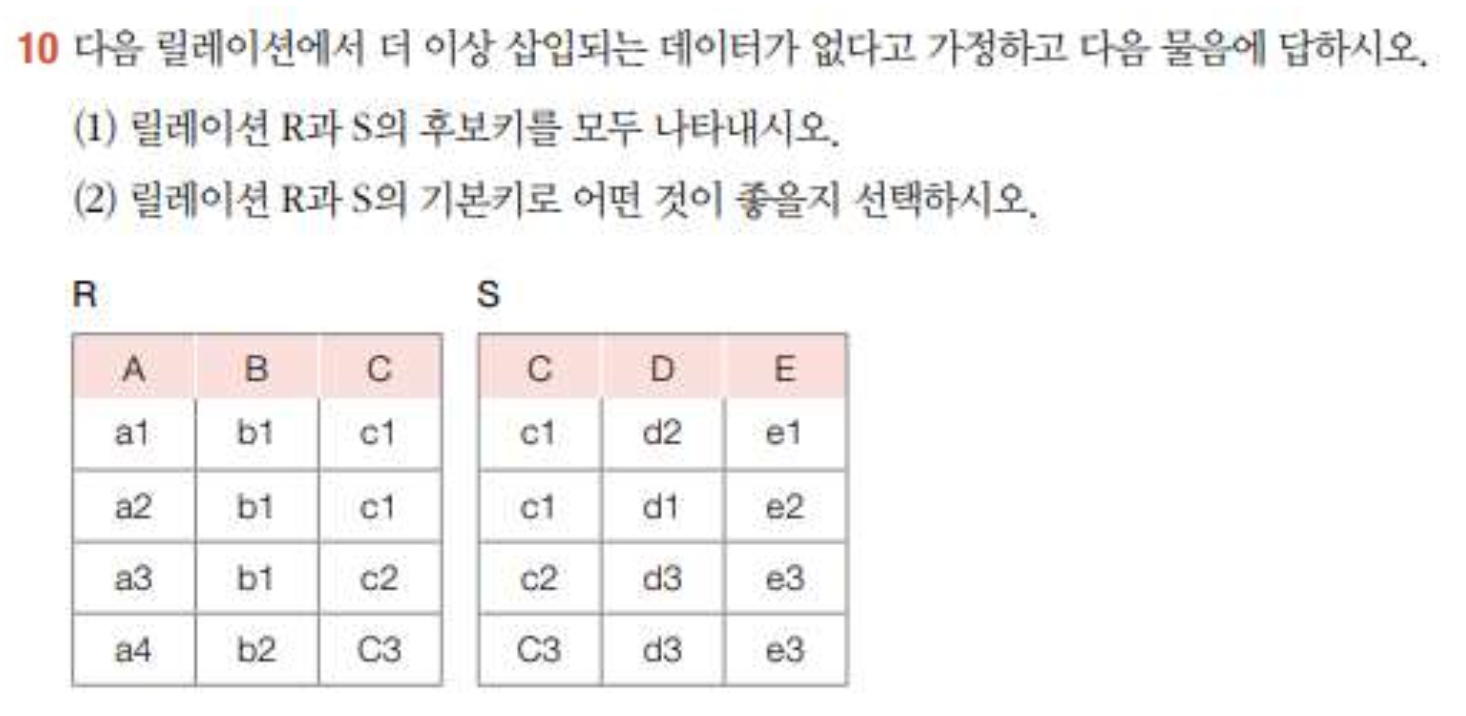 10 다음 릴레이션에서 더 이상 삽입되는 데이터가 없다고 가정하고 다음 물음에 답하시오.
(1) 릴레이션 R과 S의 후보키를 모두 나타내시오.
(2) 릴레이션 R과 S의 기본키로 어떤 것이 좋을지 선택하시오.
R S
A B C C D E
a1 b1 c1 c1 d2 e1
a2 b1 c1 c1 d1 e2
a3 b1 c2 c2 d3 e3
a4 b2 C3 C3 d3 e3